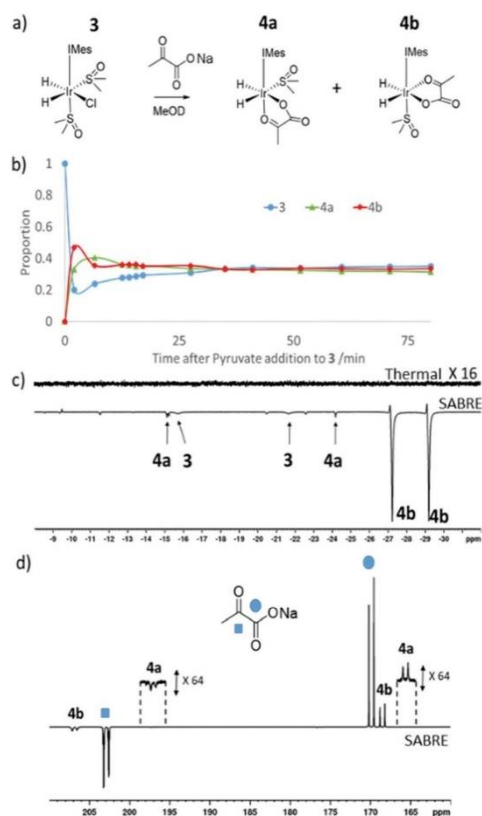 a)
3
4a
4b
IMes
H
H
Ir
S
O
Cl
S
O
O
O
ONa
MeOD
IMes
H
H
Ir
S
O
O
O
O
+
IMes
H
H
Ir
O
O
O
S
O
b)
1
0.8
0.6
0.4
0.2
0
Proportion
3 4a 4b
0 25 50 75
Time after Pyruvate addition to 3 /min
c)
Thermal X 16
SABRE
4a 3 3 4a 4b 4b
-9 -10 -11 -12 -13 -14 -15 -16 -17 -18 -19 -20 -21 -22 -23 -24 -25 -26 -27 -28 -29 -30 ppm
d)
O
ONa
O
4a
X 64
4a
X 64
4b
4b
SABRE
205 200 195 190 185 180 175 170 165 ppm